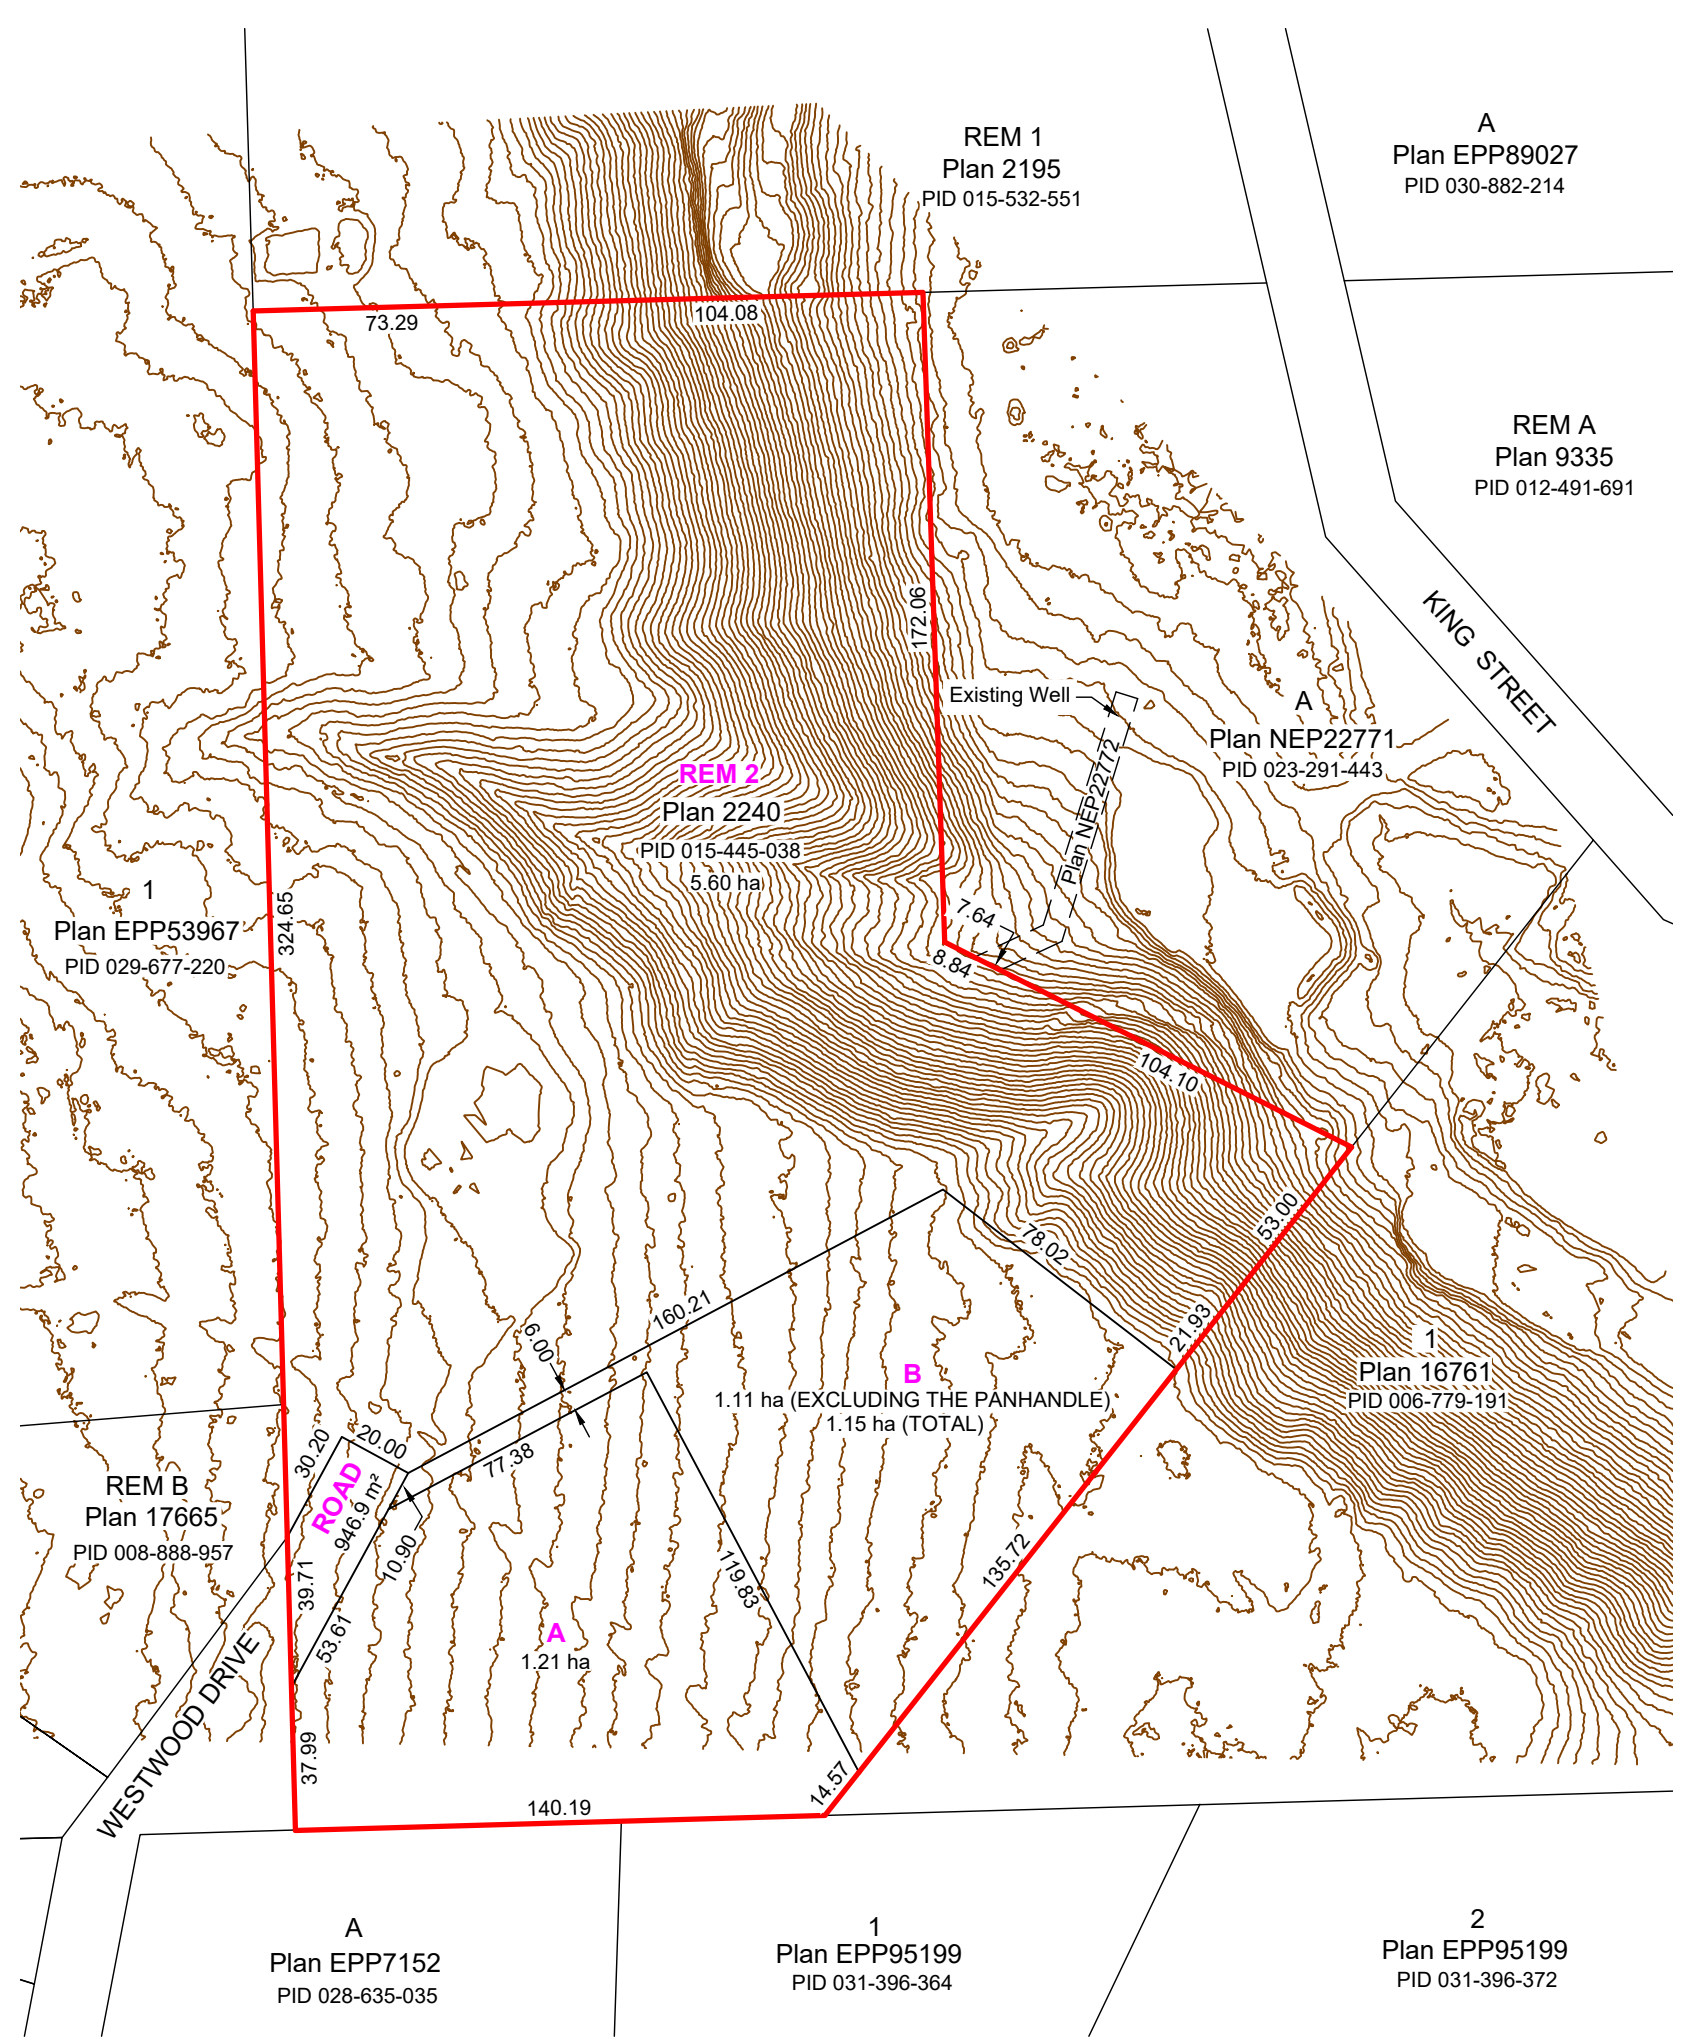 REM 1
Plan 2195
PID 015-532-551
A
Plan EPP89027
PID 030-882-214
73.29
104.08
REM A
Plan 9335
PID 012-491-691
172.06
KING STREET
Existing Well
A
Plan NEP22771
PID 023-291-443
Plan NEP22772
REM 2
Plan 2240
PID 015-445-038
5.60 ha
1
Plan EPP53967
PID 029-677-220
324.65
7.64
8.84
104.10
53.00
78.02
21.93
160.21
6.00
1
Plan 16761
PID 006-779-191
B
1.11 ha (EXCLUDING THE PANHANDLE)
1.15 ha (TOTAL)
20.00
30.20
77.38
ROAD
946.9 m²
10.90
REM B
Plan 17665
PID 008-888-957
39.71
53.61
119.83
135.72
A
1.21 ha
WESTWOOD DRIVE
37.99
14.57
140.19
A
Plan EPP7152
PID 028-635-035
1
Plan EPP95199
PID 031-396-364
2
Plan EPP95199
PID 031-396-372